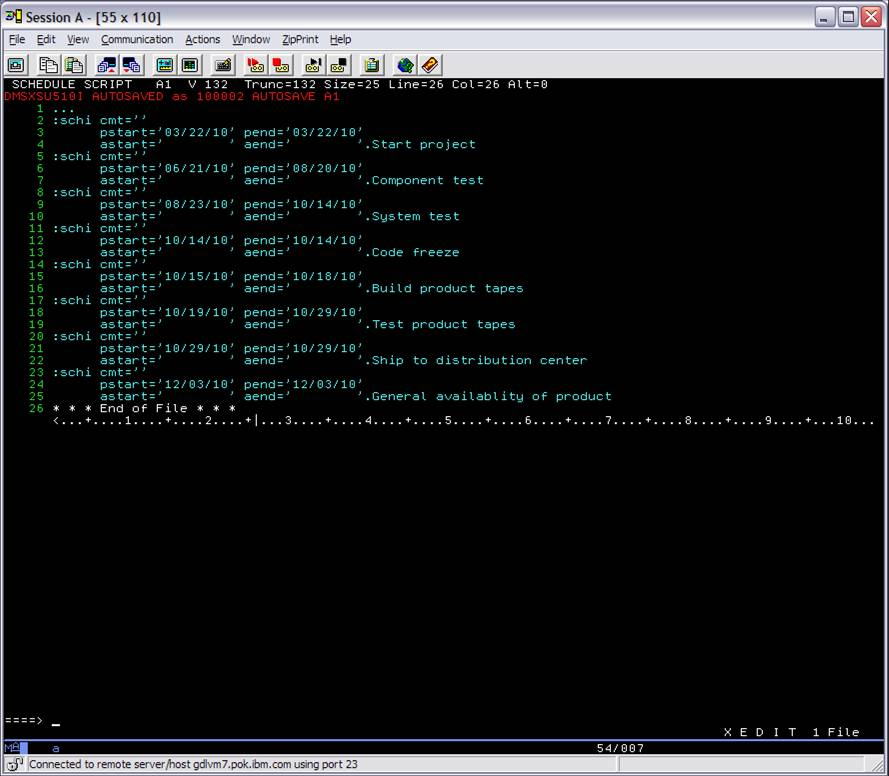 Session A - [55 x 110]
File Edit View Communication Actions Window ZipPrint Help
SCHEDULE SCRIPT   A1  V 132  Trunc=132 Size=25 Line=26 Col=26 Alt=0
DMSXSU510I AUTOSAVED as 100002 AUTOSAVE A1
1 ...
2 :schi cmt=''
3       pstart='03/22/10' pend='03/22/10'
4       astart='        ' aend='        '.Start project
5 :schi cmt=''
6       pstart='06/21/10' pend='08/20/10'
7       astart='        ' aend='        '.Component test
8 :schi cmt=''
9       pstart='08/23/10' pend='10/14/10'
10       astart='        ' aend='        '.System test
11 :schi cmt=''
12       pstart='10/14/10' pend='10/14/10'
13       astart='        ' aend='        '.Code freeze
14 :schi cmt=''
15       pstart='10/15/10' pend='10/18/10'
16       astart='        ' aend='        '.Build product tapes
17 :schi cmt=''
18       pstart='10/19/10' pend='10/29/10'
19       astart='        ' aend='        '.Test product tapes
20 :schi cmt=''
21       pstart='10/29/10' pend='10/29/10'
22       astart='        ' aend='        '.Ship to distribution center
23 :schi cmt=''
24       pstart='12/03/10' pend='12/03/10'
25       astart='        ' aend='        '.General availablity of product
26 * * * End of File * * *
<...+....1....+....2....+|...3....+....4....+....5....+....6....+....7....+....8....+....9....+....10...
====> _
X E D I T  1 File
MA a 54/007
Connected to remote server/host gdlvm7.pok.ibm.com using port 23